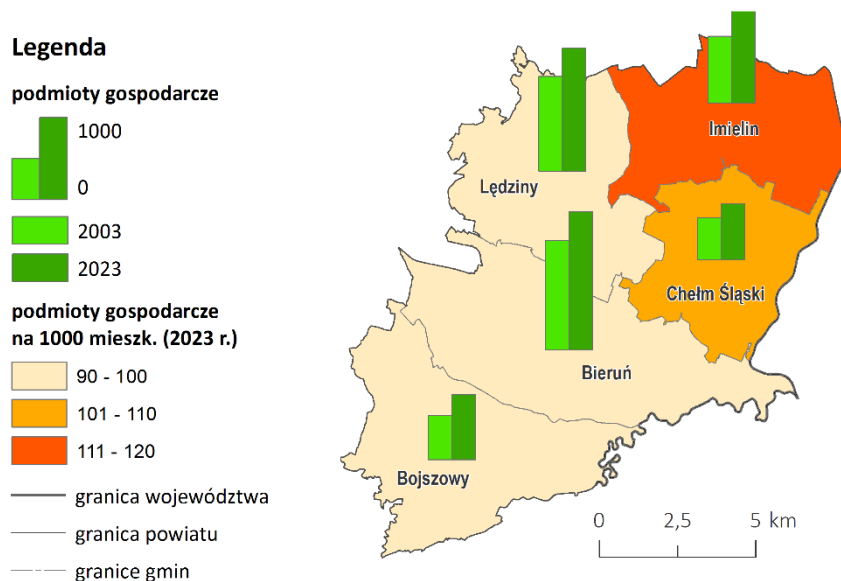 Legenda
podmioty gospodarcze
1000
0
2003
2023
podmioty gospodarcze
na 1000 mieszk. (2023 r.)
90 - 100
101 - 110
111 - 120
granica województwa
granica powiatu
granice gmin
Imielin
Lędziny
Chełm Śląski
Bieruń
Bojszowy
0 2,5 5 km